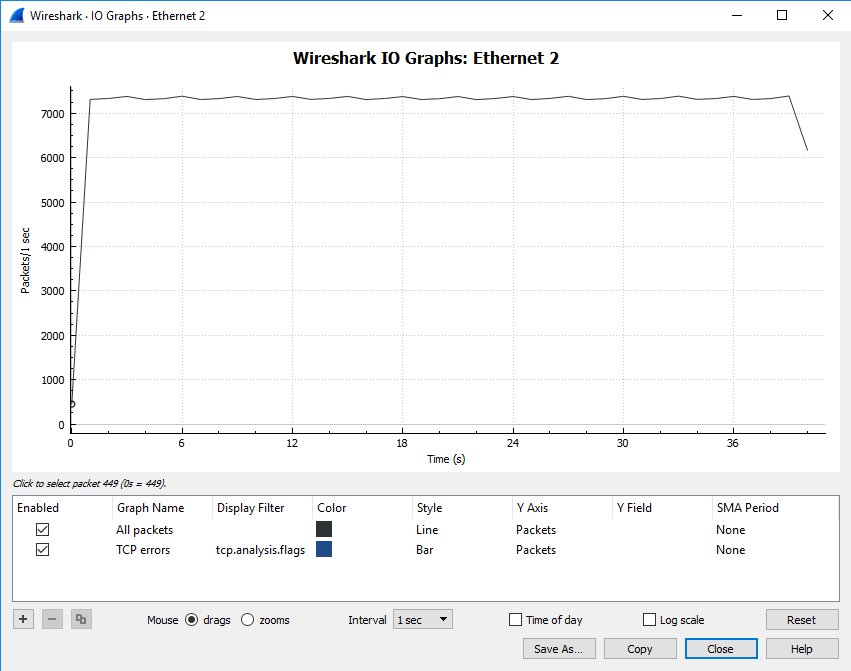 Wireshark · IO Graphs · Ethernet 2
Wireshark IO Graphs: Ethernet 2
7000
6000
5000
4000
3000
2000
1000
0
Packets/1 sec
0 6 12 18 24 30 36
Time (s)
Click to select packet 449 (0s = 449).
Enabled Graph Name Display Filter Color Style Y Axis Y Field SMA Period
All packets Line Packets None
TCP errors tcp.analysis.flags Bar Packets None
Mouse drags zooms Interval 1 sec Time of day Log scale Reset
Save As... Copy Close Help